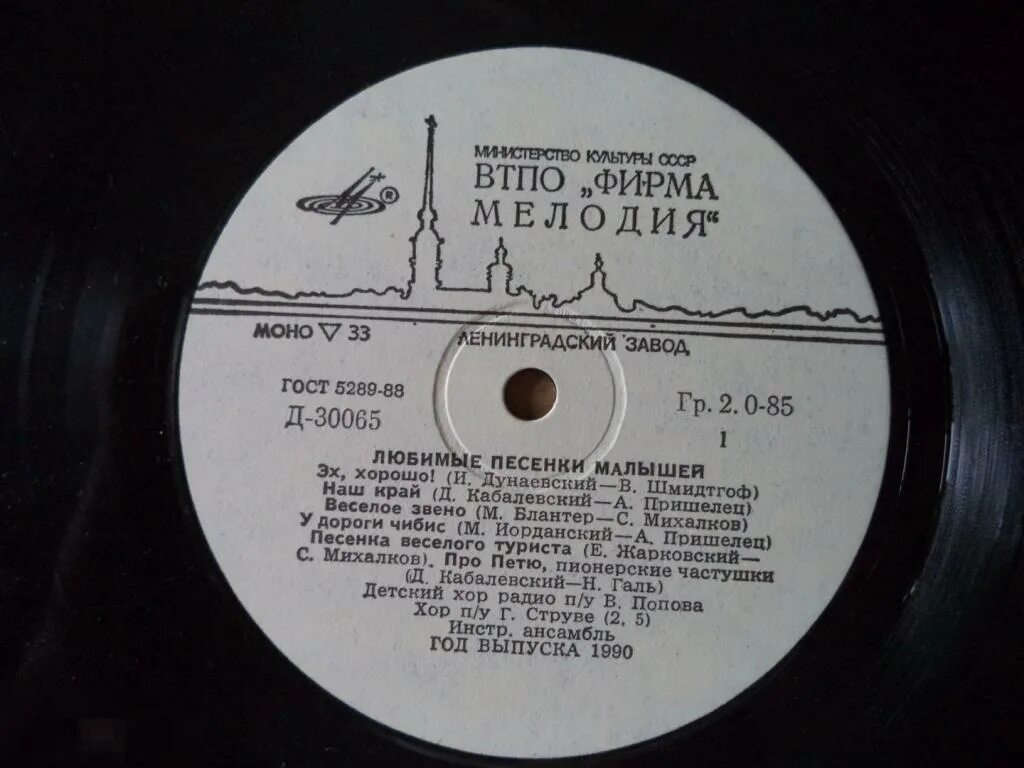 МИНИСТЕРСТВО КУЛЬТУРЫ СССР
ВТПО „ФИРМА
МЕЛОДИЯ“
®
МОНО ▽ 33
ЛЕНИНГРАДСКИЙ ЗАВОД
ГОСТ 5289-88
Гр. 2. 0-85
Д-30065
I
ЛЮБИМЫЕ ПЕСЕНКИ МАЛЫШЕЙ
Эх, хорошо! (И. Дунаевский—В. Шмидтгоф)
Наш край (Д. Кабалевский—А. Пришелец)
Веселое звено (М. Блантер—С. Михалков)
У дороги чибис (М. Иорданский—А. Пришелец)
Песенка веселого туриста (Е. Жарковский—
С. Михалков). Про Петю, пионерские частушки
(Д. Кабалевский—Н. Галь)
Детский хор радио п/у В. Попова
Хор п/у Г. Струве (2, 5)
Инстр. ансамбль
ГОД ВЫПУСКА 1990